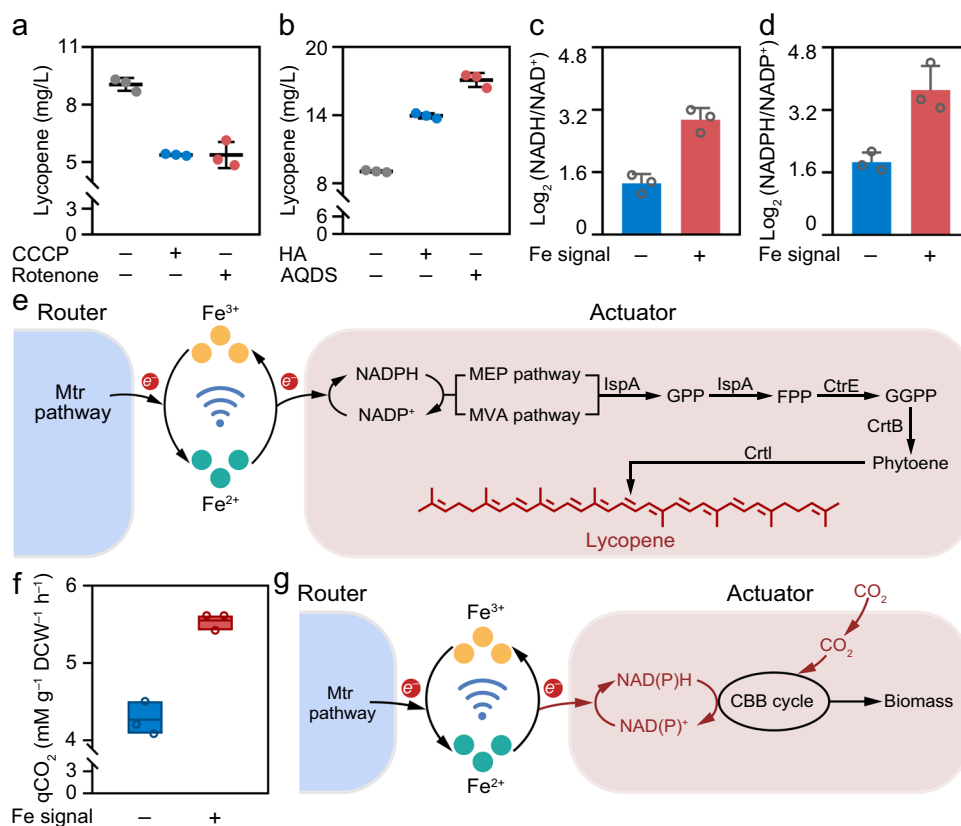 a
Lycopene (mg/L)
11
9
7
5
3
0
CCCP – + –
Rotenone – – +
b
Lycopene (mg/L)
20
14
8
6
0
HA – + –
AQDS – – +
c
Log₂ (NADH/NAD⁺)
4.8
3.2
1.6
0
Fe signal – +
d
Log₂ (NADPH/NADP⁺)
4.8
3.2
1.6
0
Fe signal – +
e
Router
Actuator
Fe³⁺
Mtr
pathway
e⁻
e⁻
Fe²⁺
NADPH
NADP⁺
MEP pathway
MVA pathway
IspA
GPP
IspA
FPP
CtrE
GGPP
CrtB
Phytoene
CrtI
Lycopene
f
qCO₂ (mM g⁻¹ DCW⁻¹ h⁻¹)
6
5
4
3
0
Fe signal – +
g
Router
Actuator
Fe³⁺
Mtr
pathway
e⁻
e⁻
Fe²⁺
CO₂
CO₂
NAD(P)H
NAD(P)⁺
CBB cycle
Biomass